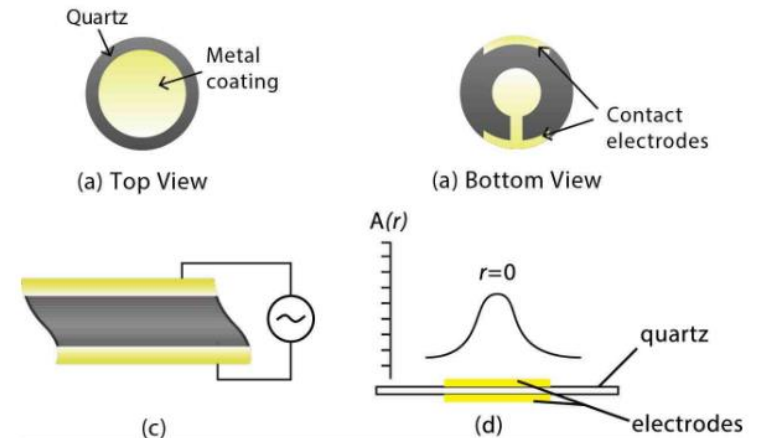 Quartz
Metal
coating
(a) Top View
Contact
electrodes
(a) Bottom View
(c)
A(r)
r=0
quartz
electrodes
(d)